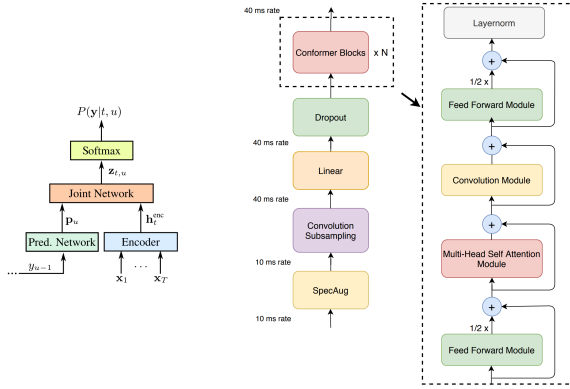 P(y|t, u)
Softmax
z_{t,u}
Joint Network
p_u
h_t^{enc}
Pred. Network
Encoder
y_{u−1}
x_1
···
x_T
40 ms rate
Conformer Blocks
x N
Dropout
40 ms rate
Linear
40 ms rate
Convolution
Subsampling
10 ms rate
SpecAug
10 ms rate
Layernorm
+
1/2 x
Feed Forward Module
+
Convolution Module
+
Multi-Head Self Attention
Module
+
1/2 x
Feed Forward Module